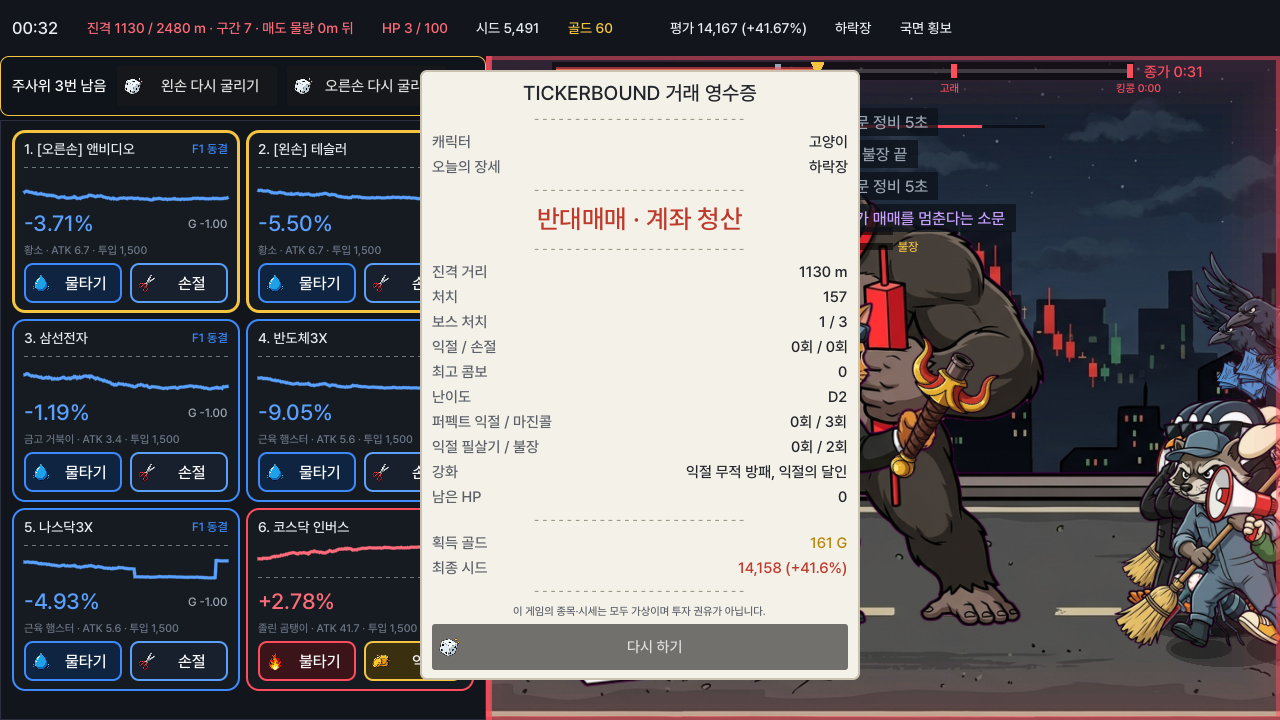 00:32
진격 1130 / 2480 m · 구간 7 · 매도 물량 0m 뒤
HP 3 / 100
시드 5,491
골드 60
평가 14,167 (+41.67%)
하락장
국면 횡보
주사위 3번 남음
왼손 다시 굴리기
오른손 다시 굴리
종가 0:31
고래
킹콩 0:00
문 정비 5초
불장 끝
문 정비 5초
가 매매를 멈춘다는 소문
불장
1. [오른손] 앤비디오
F1 동결
-3.71%
G -1.00
황소 · ATK 6.7 · 투입 1,500
물타기
손절
2. [왼손] 테슬러
-5.50%
황소 · ATK 6.7 · 투입 1,500
물타기
3. 삼선전자
F1 동결
-1.19%
G -1.00
금고 거북이 · ATK 3.4 · 투입 1,500
물타기
손절
4. 반도체3X
-9.05%
근육 햄스터 · ATK 5.6 · 투입 1,500
물타기
5. 나스닥3X
F1 동결
-4.93%
G -1.00
근육 햄스터 · ATK 5.6 · 투입 1,500
물타기
손절
6. 코스닥 인버스
+2.78%
졸린 곰탱이 · ATK 41.7 · 투입 1,500
불타기
TICKERBOUND 거래 영수증
캐릭터 고양이
오늘의 장세 하락장
반대매매 · 계좌 청산
진격 거리 1130 m
처치 157
보스 처치 1 / 3
익절 / 손절 0회 / 0회
최고 콤보 0
난이도 D2
퍼펙트 익절 / 마진콜 0회 / 3회
익절 필살기 / 불장 0회 / 2회
강화 익절 무적 방패, 익절의 달인
남은 HP 0
획득 골드 161 G
최종 시드 14,158 (+41.6%)
이 게임의 종목·시세는 모두 가상이며 투자 권유가 아닙니다.
다시 하기